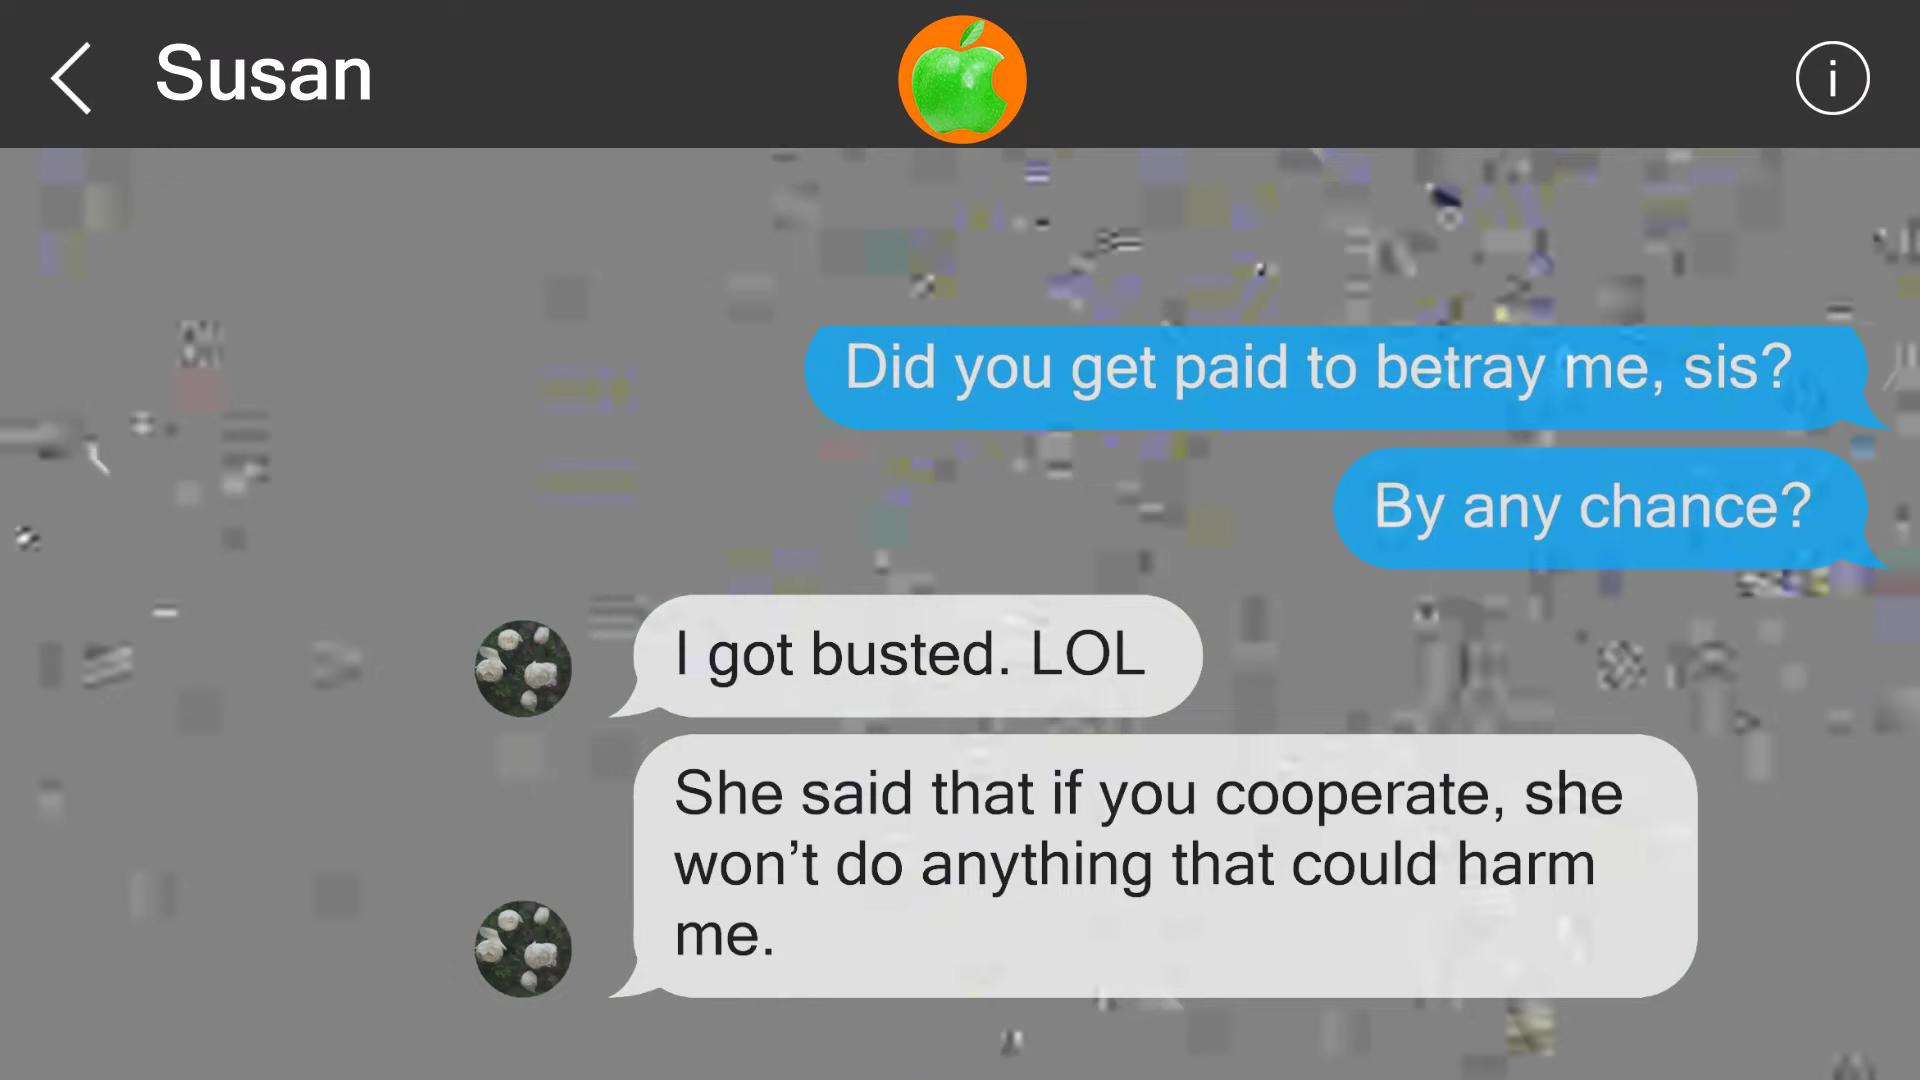 Susan
i
Did you get paid to betray me, sis?
By any chance?
I got busted. LOL
She said that if you cooperate, she
won’t do anything that could harm
me.